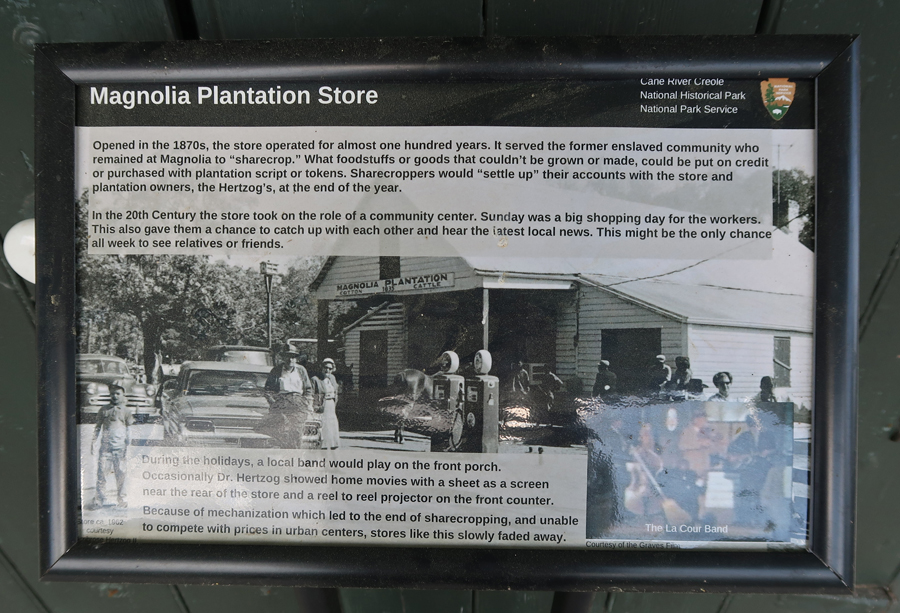 Magnolia Plantation Store
Cane River Creole
National Historical Park
National Park Service
Opened in the 1870s, the store operated for almost one hundred years. It served the former enslaved community who
remained at Magnolia to “sharecrop.” What foodstuffs or goods that couldn’t be grown or made, could be put on credit
or purchased with plantation script or tokens. Sharecroppers would “settle up” their accounts with the store and
plantation owners, the Hertzog’s, at the end of the year.
In the 20th Century the store took on the role of a community center. Sunday was a big shopping day for the workers.
This also gave them a chance to catch up with each other and hear the latest local news. This might be the only chance
all week to see relatives or friends.
MAGNOLIA PLANTATION
COTTON 1835 CATTLE
During the holidays, a local band would play on the front porch.
Occasionally Dr. Hertzog showed home movies with a sheet as a screen
near the rear of the store and a reel to reel projector on the front counter.
Because of mechanization which led to the end of sharecropping, and unable
to compete with prices in urban centers, stores like this slowly faded away.
ca. 1962
courtesy
The La Cour Band
Courtesy of the Graves